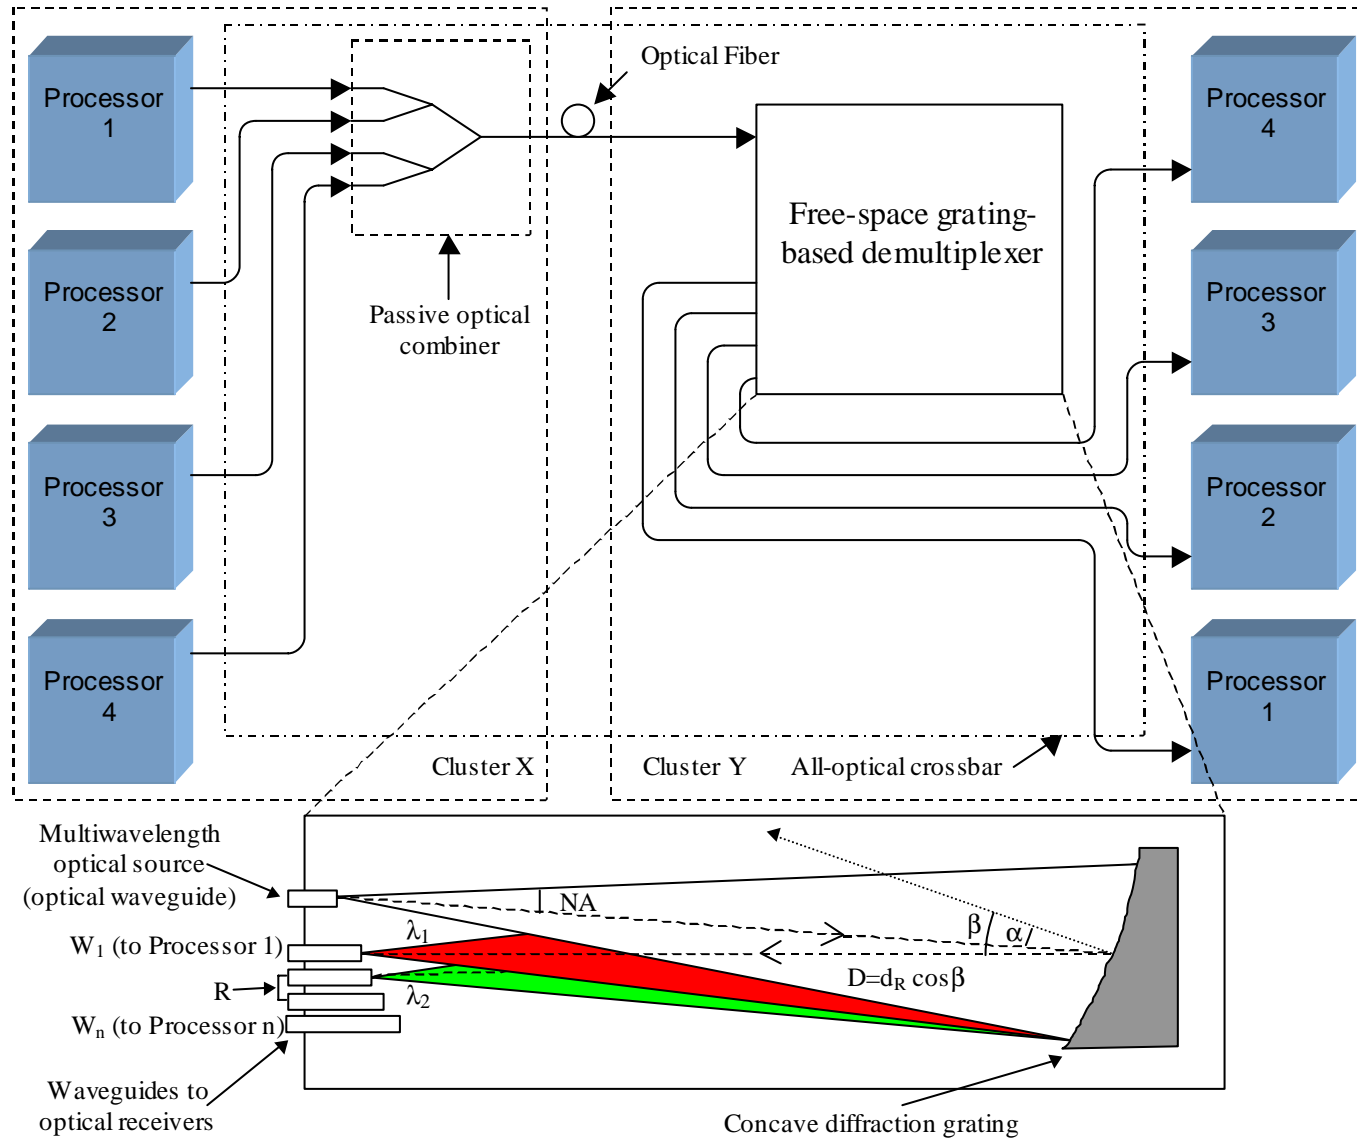 Processor
1
Processor
2
Processor
3
Processor
4
Optical Fiber
Passive optical
combiner
Free-space grating-
based demultiplexer
Processor
4
Processor
3
Processor
2
Processor
1
Cluster X
Cluster Y
All-optical crossbar
Multiwavelength
optical source
(optical waveguide)
W1 (to Processor 1)
R
Wn (to Processor n)
Waveguides to
optical receivers
NA
λ1
λ2
β
α
D=dR cosβ
Concave diffraction grating